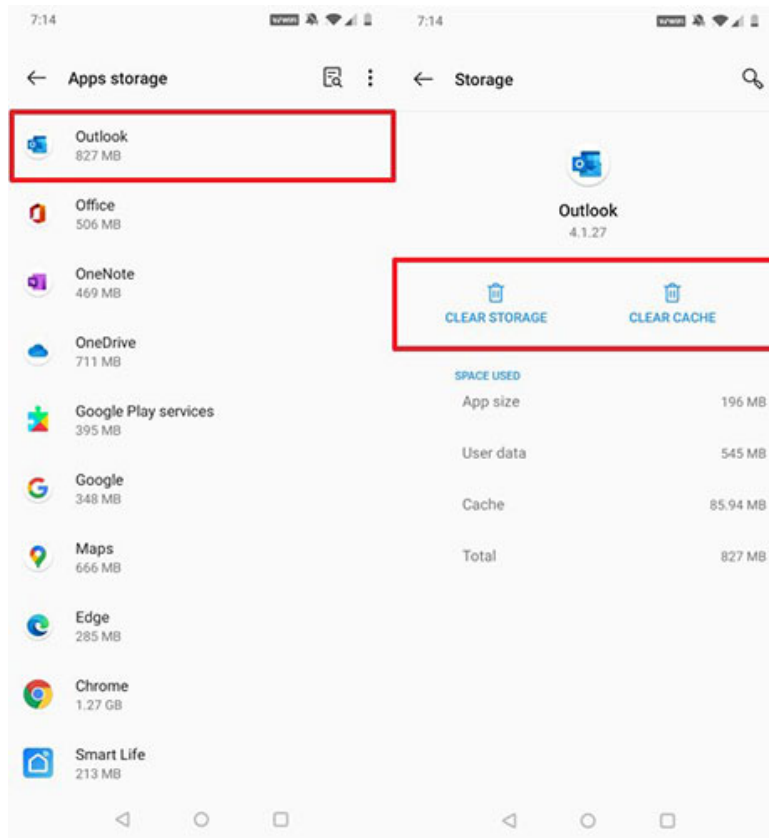 7:14
Apps storage
Outlook
827 MB
Office
506 MB
OneNote
469 MB
OneDrive
711 MB
Google Play services
395 MB
Google
348 MB
Maps
666 MB
Edge
285 MB
Chrome
1.27 GB
Smart Life
213 MB
7:14
Storage
Outlook
4.1.27
CLEAR STORAGE
CLEAR CACHE
SPACE USED
App size 196 MB
User data 545 MB
Cache 85.94 MB
Total 827 MB